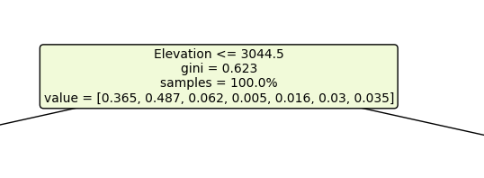 Elevation <= 3044.5
gini = 0.623
samples = 100.0%
value = [0.365, 0.487, 0.062, 0.005, 0.016, 0.03, 0.035]